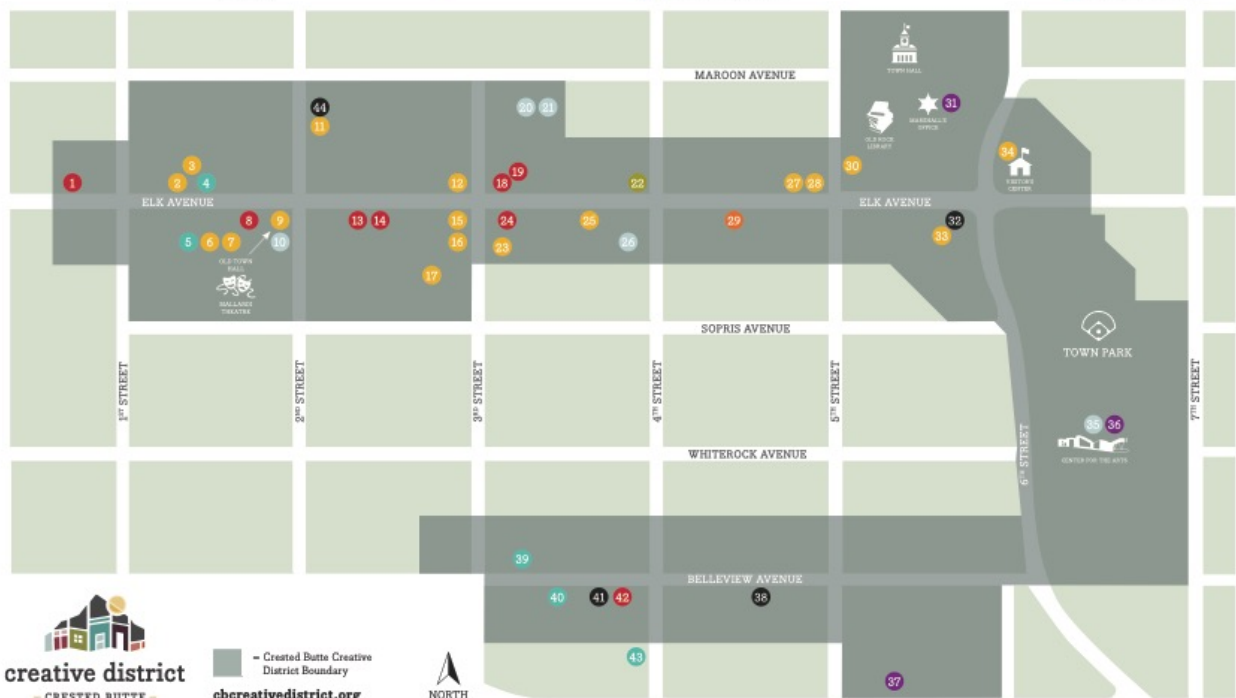 MAROON AVENUE
TOWN HALL
OLD ROCK
LIBRARY
MARSHALL'S
OFFICE
31
44
11
20
21
1
2
3
4
12
18
19
22
27
28
30
34
VISITOR'S
CENTER
ELK AVENUE
ELK AVENUE
5
6
7
8
9
10
OLD TOWN
HALL
MALLARDI
THEATRE
13
14
15
16
17
24
23
25
26
29
32
33
SOPRIS AVENUE
TOWN PARK
1ST STREET
2ND STREET
3RD STREET
4TH STREET
5TH STREET
6TH STREET
7TH STREET
35
36
CENTER FOR THE ARTS
WHITEROCK AVENUE
39
BELLEVIEW AVENUE
40
41
42
38
43
37
creative district
– CRESTED BUTTE –
= Crested Butte Creative
District Boundary
cbcreativedistrict.org
NORTH